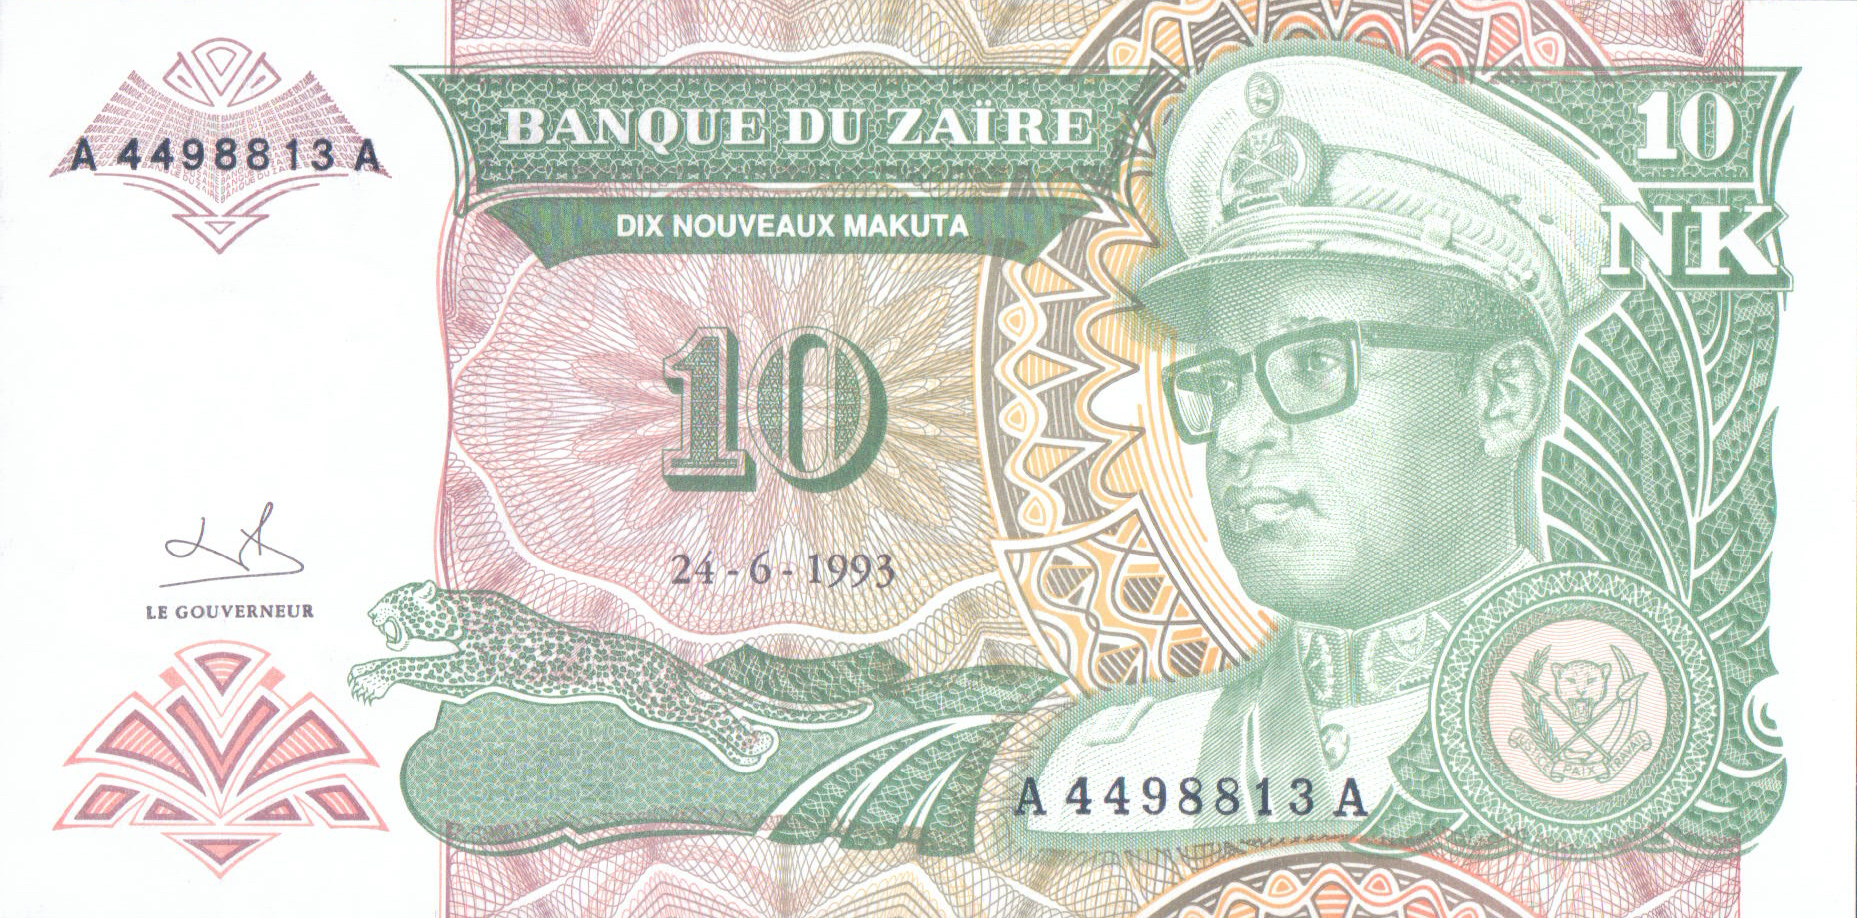 BANQUE DU ZAÏRE
10
NK
A 4498813 A
DIX NOUVEAUX MAKUTA
10
24 - 6 - 1993
LE GOUVERNEUR
JUSTICE PAIX TRAVAIL
A 4498813 A